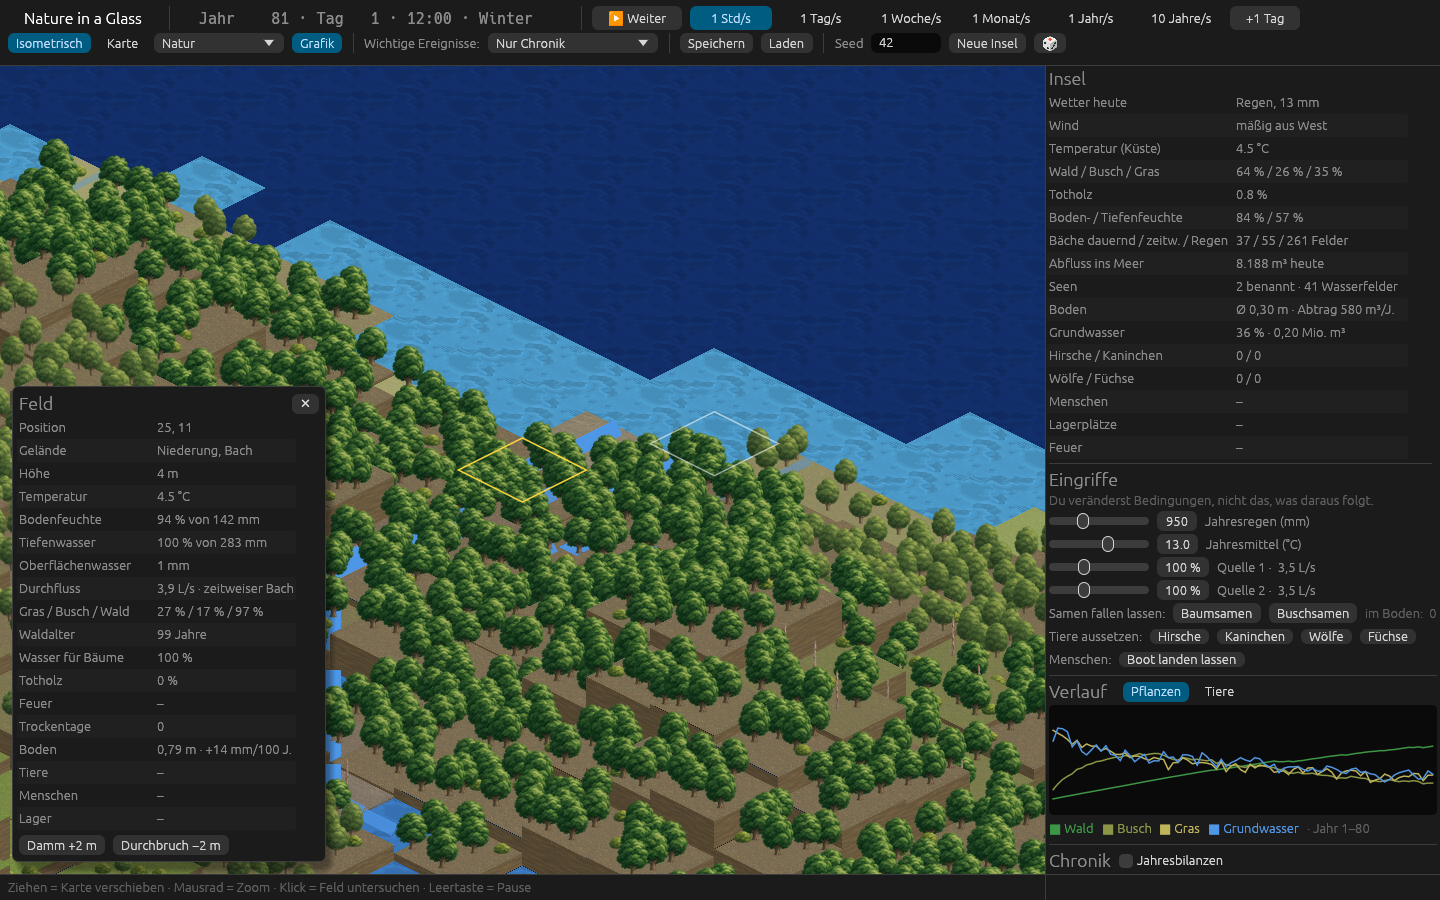 Nature in a Glass
Jahr 81 · Tag 1 · 12:00 · Winter
Weiter 1 Std/s 1 Tag/s 1 Woche/s 1 Monat/s 1 Jahr/s 10 Jahre/s +1 Tag
Isometrisch Karte Natur Grafik Wichtige Ereignisse: Nur Chronik Speichern Laden Seed 42 Neue Insel
Feld ×
Position 25, 11
Gelände Niederung, Bach
Höhe 4 m
Temperatur 4.5 °C
Bodenfeuchte 94 % von 142 mm
Tiefenwasser 100 % von 283 mm
Oberflächenwasser 1 mm
Durchfluss 3,9 L/s · zeitweiser Bach
Gras / Busch / Wald 27 % / 17 % / 97 %
Waldalter 99 Jahre
Wasser für Bäume 100 %
Totholz 0 %
Feuer –
Trockentage 0
Boden 0,79 m · +14 mm/100 J.
Tiere –
Menschen –
Lager –
Damm +2 m Durchbruch −2 m
Insel
Wetter heute Regen, 13 mm
Wind mäßig aus West
Temperatur (Küste) 4.5 °C
Wald / Busch / Gras 64 % / 26 % / 35 %
Totholz 0.8 %
Boden- / Tiefenfeuchte 84 % / 57 %
Bäche dauernd / zeitw. / Regen 37 / 55 / 261 Felder
Abfluss ins Meer 8.188 m³ heute
Seen 2 benannt · 41 Wasserfelder
Boden Ø 0,30 m · Abtrag 580 m³/J.
Grundwasser 36 % · 0,20 Mio. m³
Hirsche / Kaninchen 0 / 0
Wölfe / Füchse 0 / 0
Menschen –
Lagerplätze –
Feuer –
Eingriffe
Du veränderst Bedingungen, nicht das, was daraus folgt.
950 Jahresregen (mm)
13.0 Jahresmittel (°C)
100 % Quelle 1 · 3,5 L/s
100 % Quelle 2 · 3,5 L/s
Samen fallen lassen: Baumsamen Buschsamen im Boden: 0
Tiere aussetzen: Hirsche Kaninchen Wölfe Füchse
Menschen: Boot landen lassen
Verlauf Pflanzen Tiere
Wald Busch Gras Grundwasser · Jahr 1–80
Chronik Jahresbilanzen
Ziehen = Karte verschieben · Mausrad = Zoom · Klick = Feld untersuchen · Leertaste = Pause